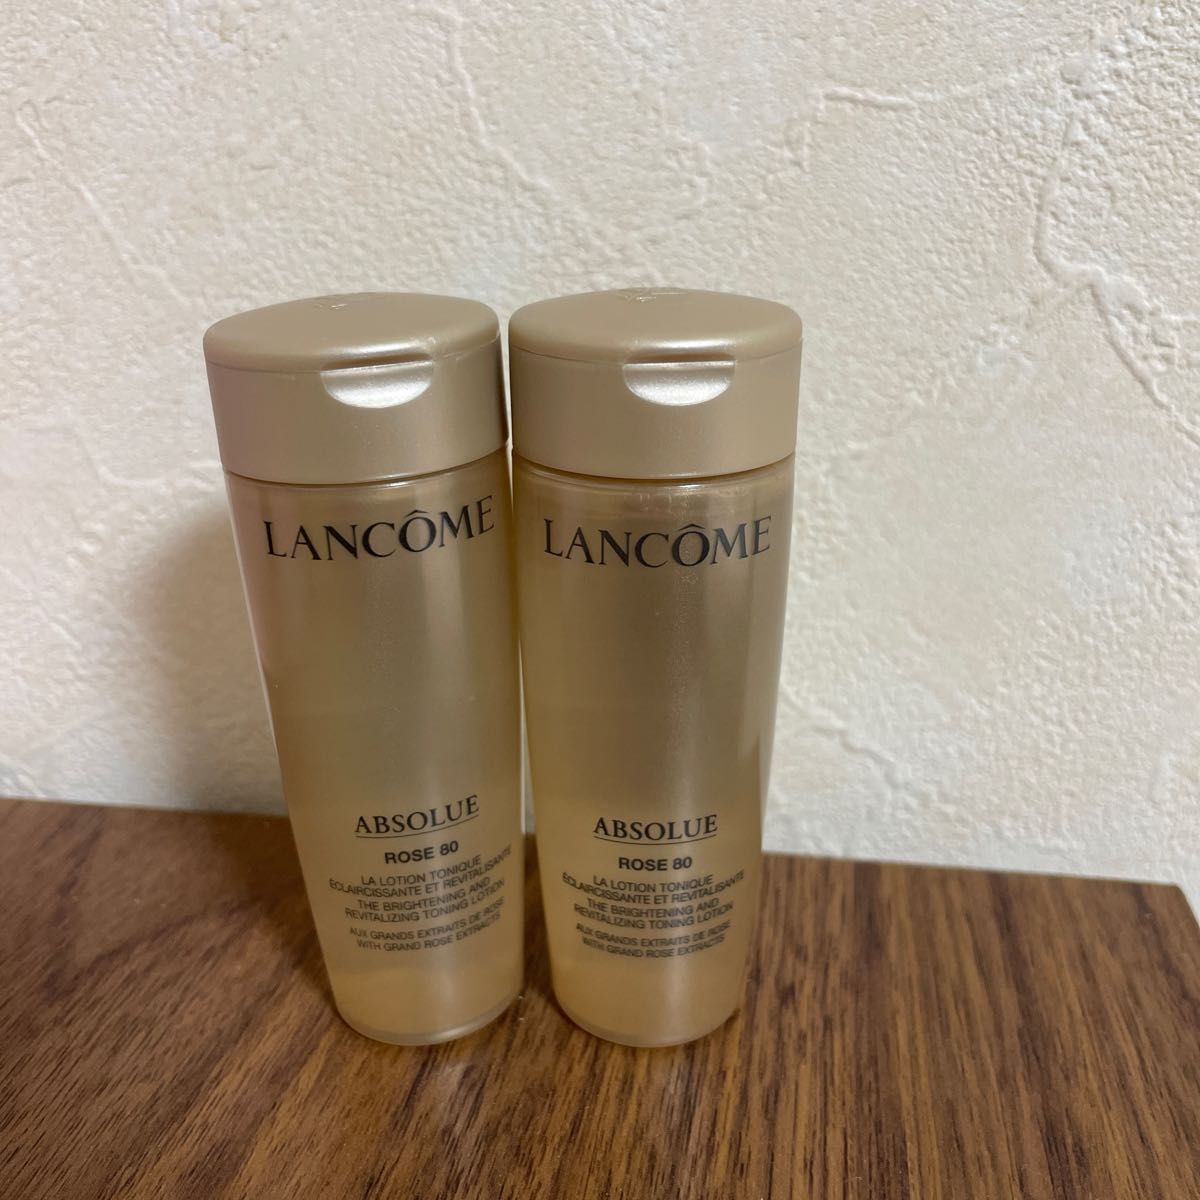 LANCÔME
ABSOLUE
ROSE 80
LA LOTION TONIQUE
ÉCLAIRCISSANTE ET REVITALISANTE
THE BRIGHTENING AND
REVITALIZING TONING LOTION
AUX GRANDS EXTRAITS DE ROSE
WITH GRAND ROSE EXTRACTS
LANCÔME
ABSOLUE
ROSE 80
LA LOTION TONIQUE
ÉCLAIRCISSANTE ET REVITALISANTE
THE BRIGHTENING AND
REVITALIZING TONING LOTION
AUX GRANDS EXTRAITS DE ROSE
WITH GRAND ROSE EXTRACTS